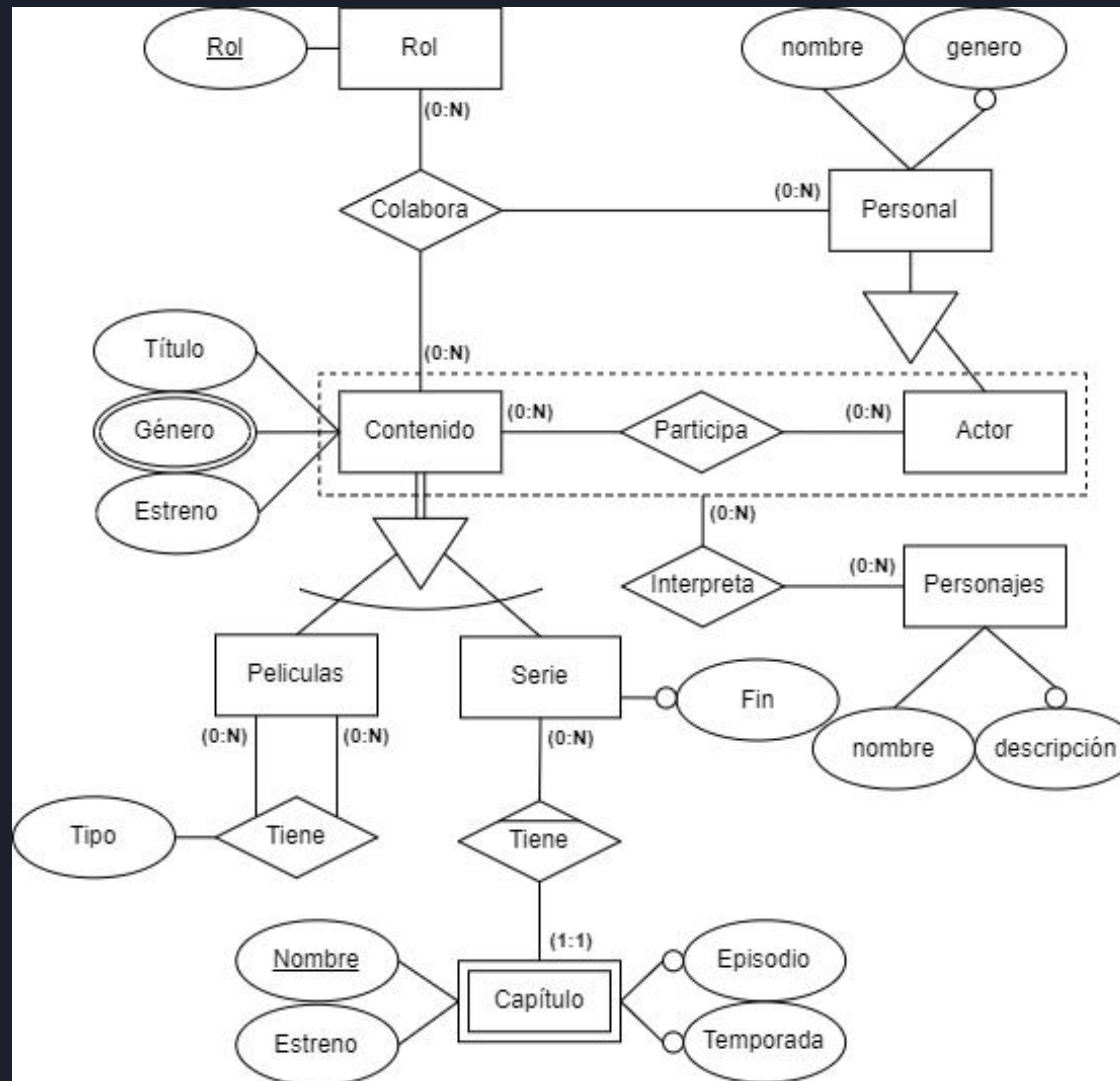 Rol
Rol
nombre
genero
(0:N)
Colabora
(0:N)
Personal
(0:N)
Título
Género
Estreno
Contenido
(0:N)
Participa
(0:N)
Actor
(0:N)
Interpreta
(0:N)
Personajes
nombre
descripción
Peliculas
Serie
Fin
(0:N)
(0:N)
(0:N)
Tipo
Tiene
Tiene
(1:1)
Nombre
Estreno
Capítulo
Episodio
Temporada